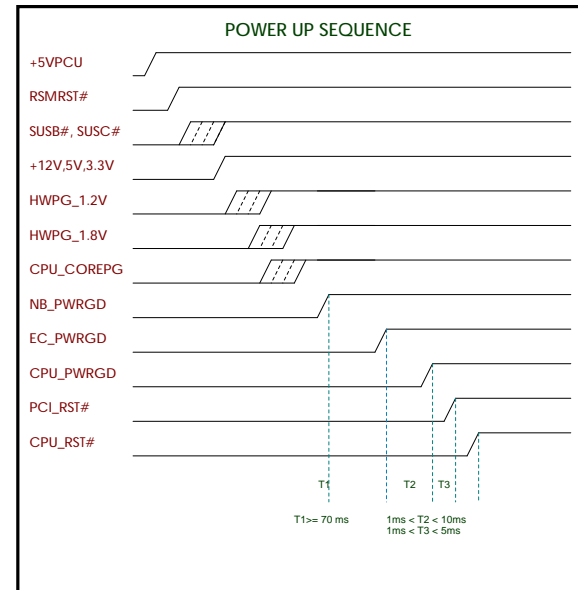 POWER UP SEQUENCE
+5VPCU
RSMRST#
SUSB#, SUSC#
+12V,5V,3.3V
HWPG_1.2V
HWPG_1.8V
CPU_COREPG
NB_PWRGD
EC_PWRGD
CPU_PWRGD
PCI_RST#
CPU_RST#
T1 T2 T3
T1>= 70 ms 1ms < T2 < 10ms
1ms < T3 < 5ms